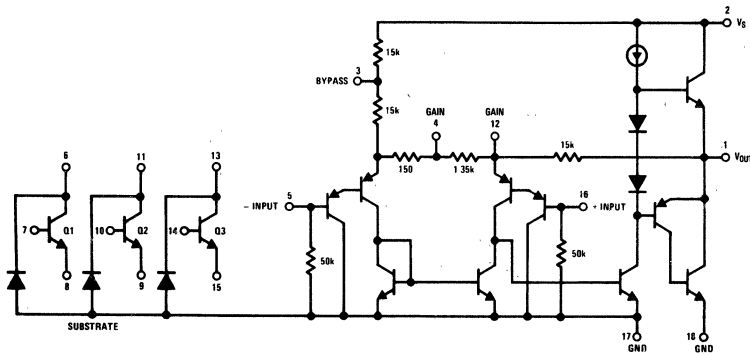 2
VS
15k
3
BYPASS
15k
GAIN
4
GAIN
12
1
VOUT
150
1 35k
15k
6
11
13
5
– INPUT
16
+ INPUT
7
Q1
10
Q2
14
Q3
50k
50k
8
9
15
SUBSTRATE
17
GND
18
GND